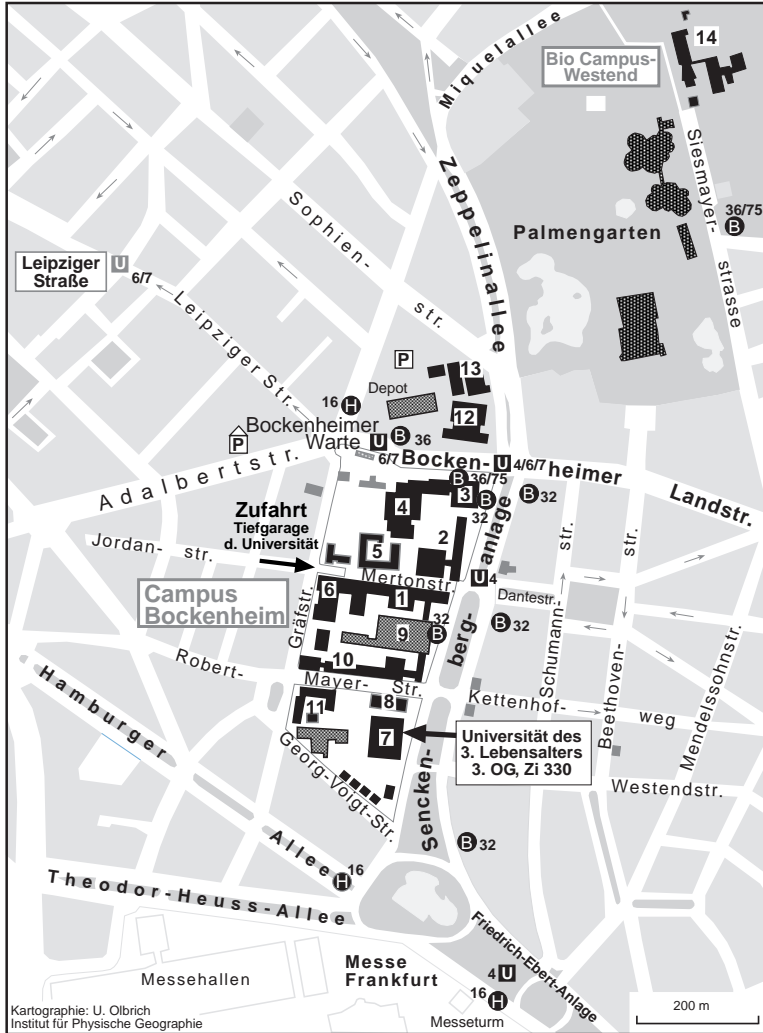 14
Bio Campus-
Westend
Miquelallee
Siesmayer-
strasse
Zeppelinallee
36/75
B
Palmengarten
Sophien-
str.
Leipziger
Straße
U
6/7
Leipziger Str.
P
13
Depot
16 H
12
Bockenheimer
Warte
U
B 36
P
6/7
Bocken-
U 4/6/7
heimer
Landstr.
Adalbertstr.
B 36/75
3
B
32
B 32
4
Zufahrt
Tiefgarage
d. Universität
2
anlage
5
Jordan-
str.
Mertonstr.
U 4
Campus
Bockenheim
6
1
Dantestr.
Gräfstr.
32
B
9
B 32
berg-
Schumann-
str.
Beethoven-
str.
Mendelssohnstr.
10
Robert-
Mayer-
Str.
8
Kettenhof-
weg
Hamburger
Allee
11
7
Universität des
3. Lebensalters
3. OG, Zi 330
Georg-Voigt-Str.
Sencken-
Westendstr.
B 32
16
H
Theodor-Heuss-Allee
Friedrich-Ebert-Anlage
Messe
Frankfurt
Messehallen
4 U
16
H
Messeturm
200 m
Kartographie: U. Olbrich
Institut für Physische Geographie